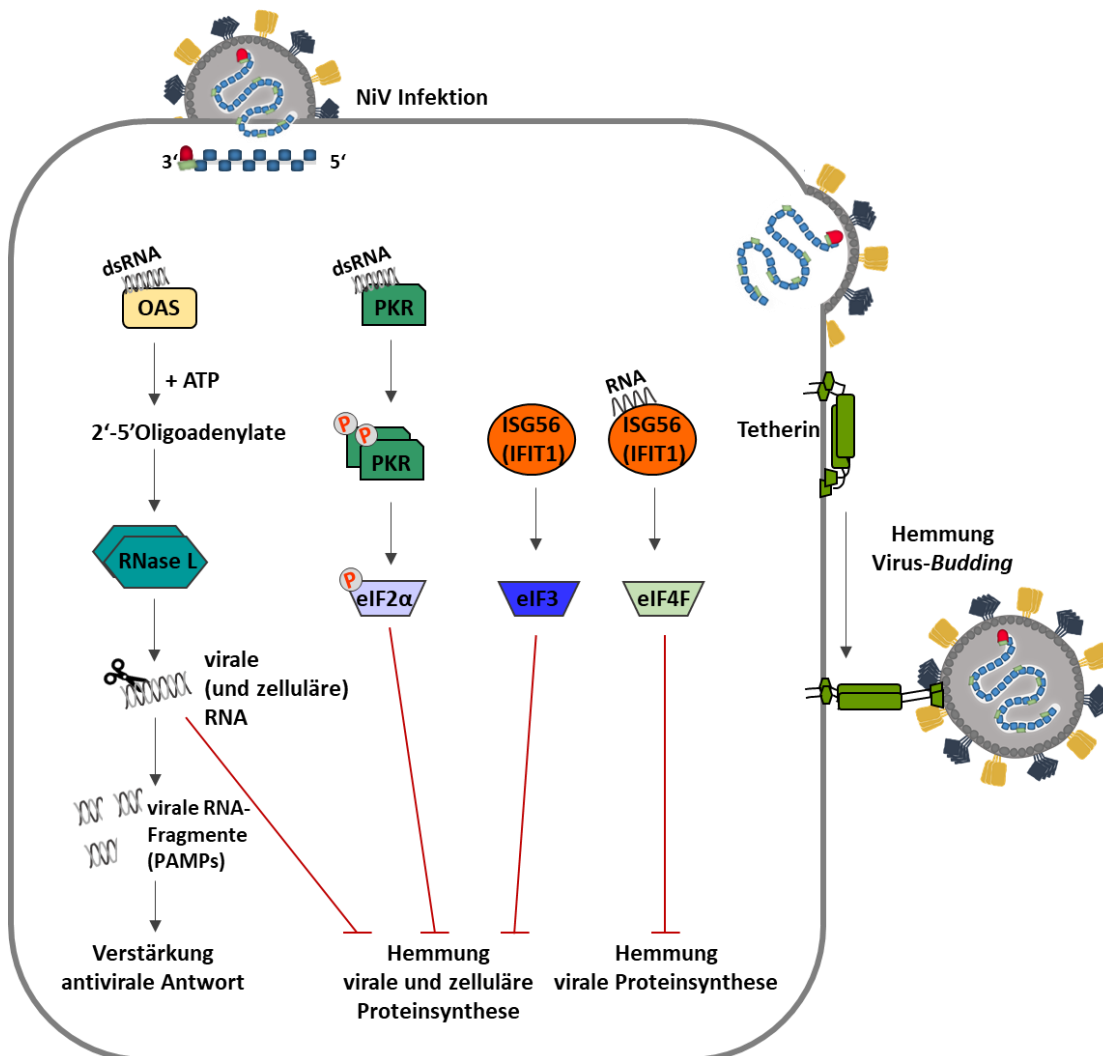 NiV Infektion
3‘
5‘
dsRNA
OAS
+ ATP
2‘-5’Oligoadenylate
RNase L
virale
(und zelluläre)
RNA
virale RNA-
Fragmente
(PAMPs)
Verstärkung
antivirale Antwort
dsRNA
PKR
P
P
PKR
P
eIF2α
ISG56
(IFIT1)
eIF3
RNA
ISG56
(IFIT1)
eIF4F
Hemmung
virale und zelluläre
Proteinsynthese
Hemmung
virale Proteinsynthese
Tetherin
Hemmung
Virus-Budding